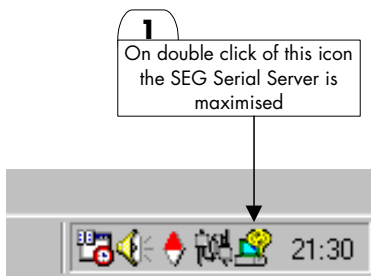 1
On double click of this icon
the SEG Serial Server is
maximised
21:30